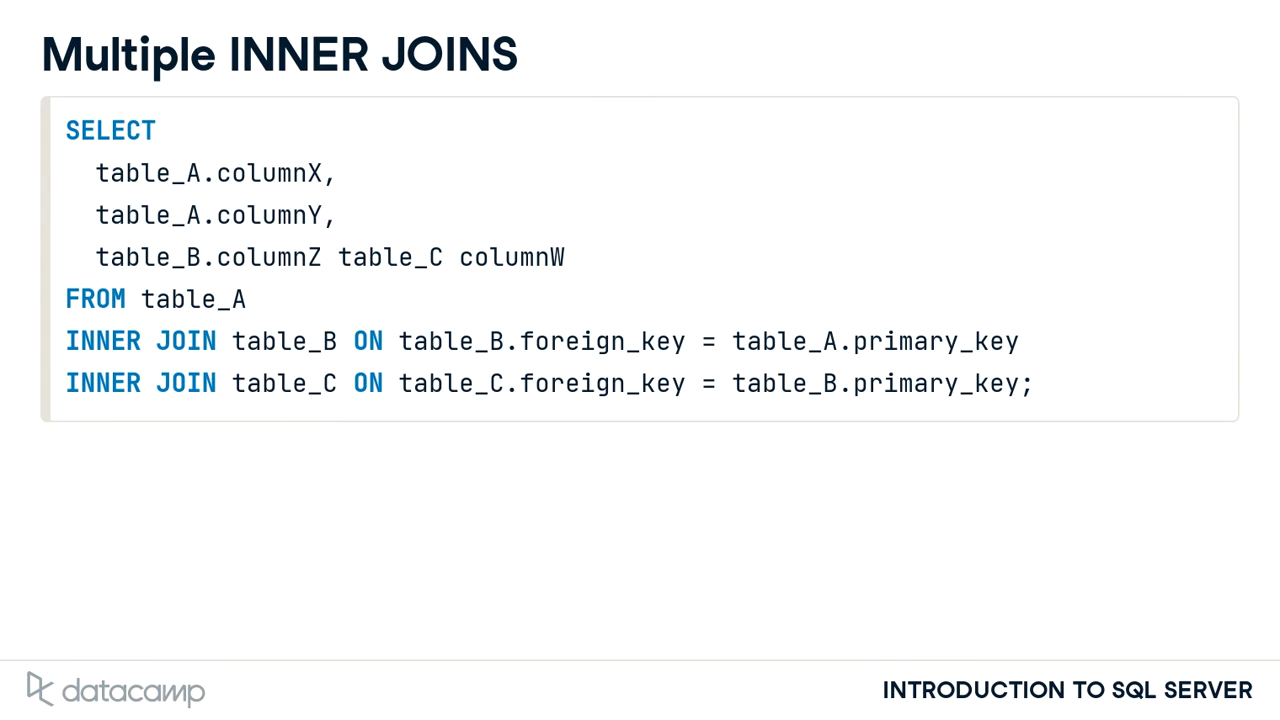 Multiple INNER JOINS
SELECT
table_A.columnX,
table_A.columnY,
table_B.columnZ table_C columnW
FROM table_A
INNER JOIN table_B ON table_B.foreign_key = table_A.primary_key
INNER JOIN table_C ON table_C.foreign_key = table_B.primary_key;
datacamp
INTRODUCTION TO SQL SERVER